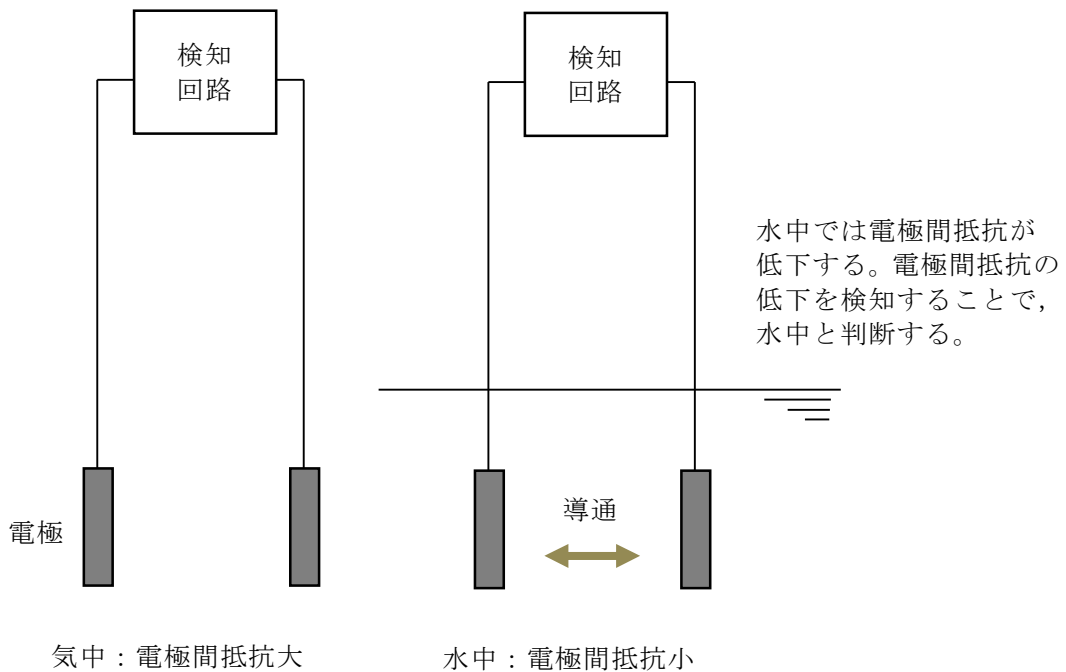 検知
回路
検知
回路
水中では電極間抵抗が
低下する。電極間抵抗の
低下を検知することで,
水中と判断する。
導通
電極
気中：電極間抵抗大
水中：電極間抵抗小